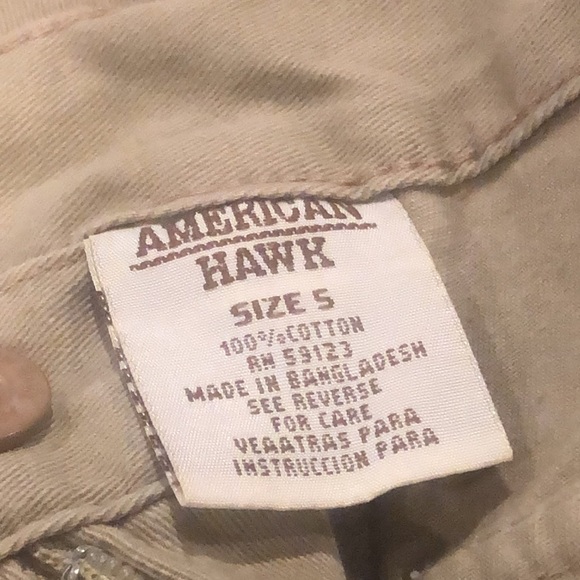 AMERICAN
HAWK
SIZE 5
100% COTTON
RN 59123
MADE IN BANGLADESH
SEE REVERSE
FOR CARE
VEAATRAS PARA
INSTRUCCION PARA